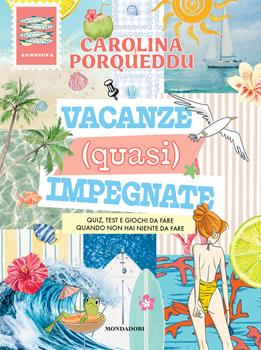 SARDINES
CAROLINA
PORQUEDDU
VACANZE
(quasi)
IMPEGNATE
QUIZ, TEST E GIOCHI DA FARE
QUANDO NON HAI NIENTE DA FARE
MONDADORI